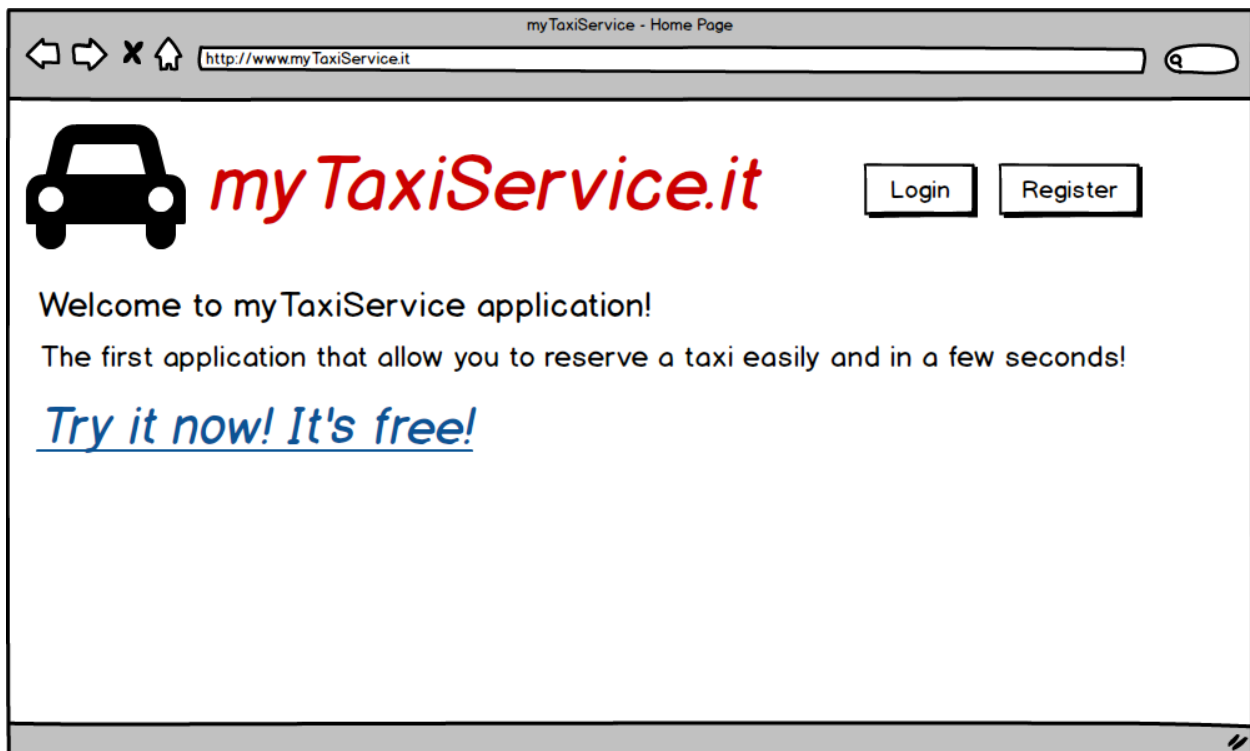 myTaxiService - Home Page
http://www.myTaxiService.it
myTaxiService.it
Login
Register
Welcome to myTaxiService application!
The first application that allow you to reserve a taxi easily and in a few seconds!
Try it now! It's free!